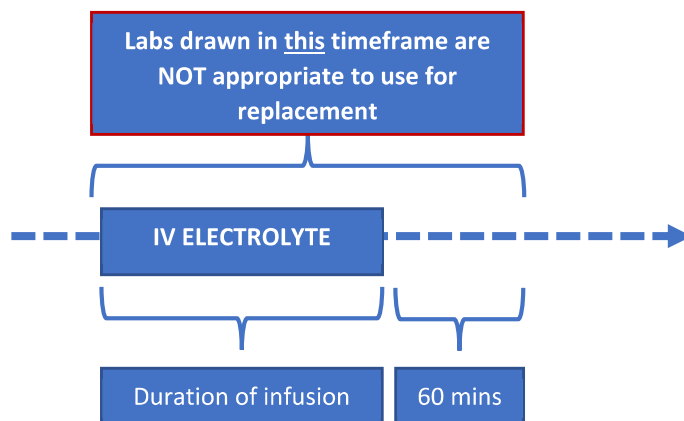 Labs drawn in this timeframe are
NOT appropriate to use for
replacement
IV ELECTROLYTE
Duration of infusion
60 mins